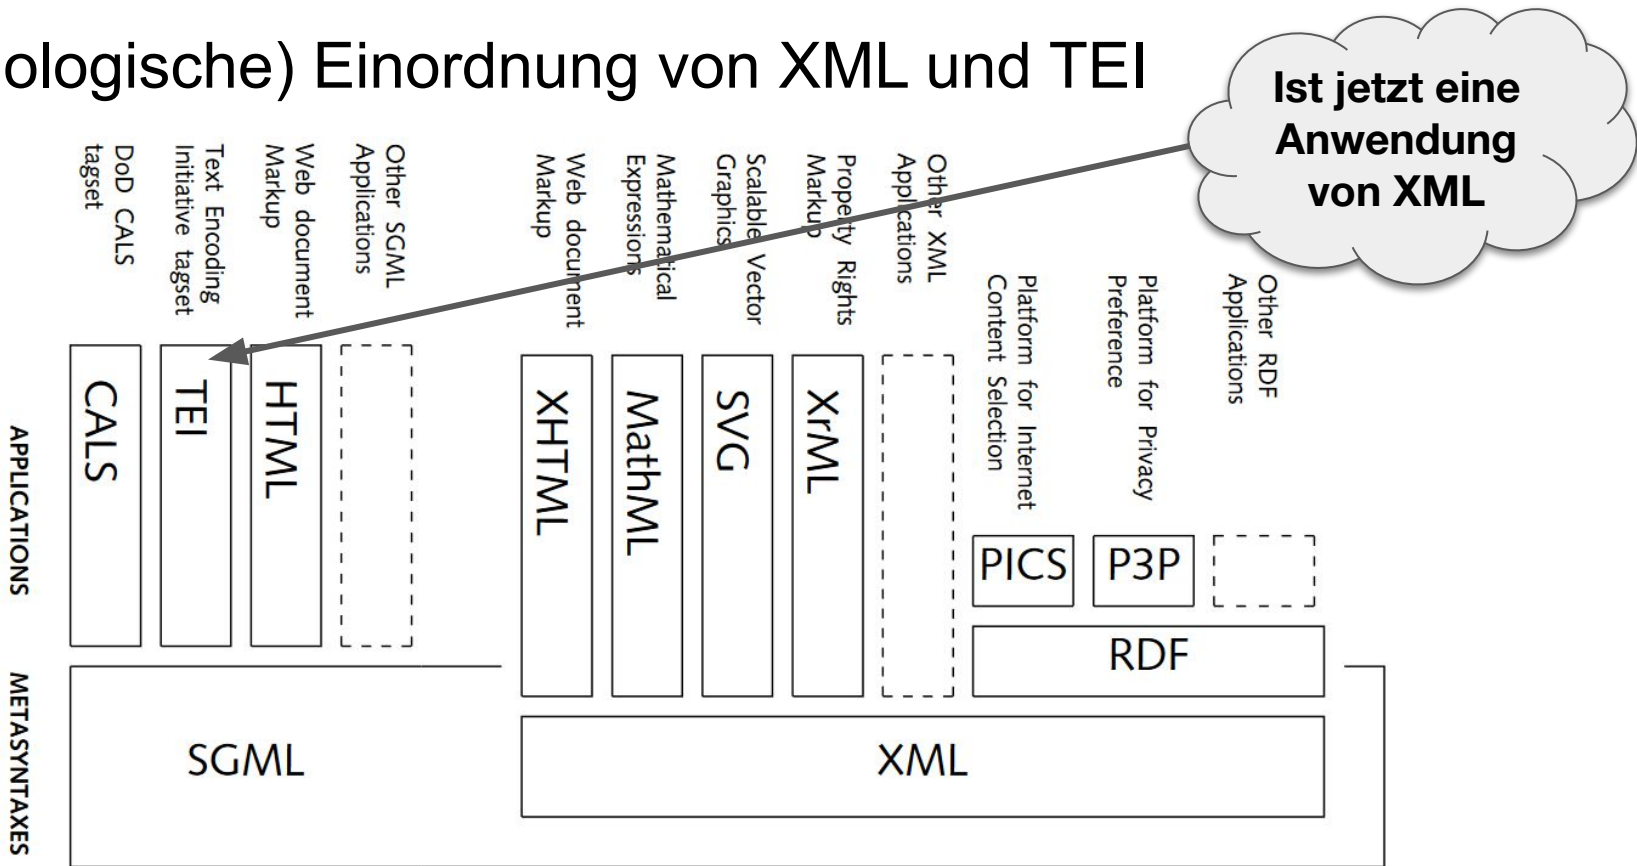 ologische) Einordnung von XML und TEI
Ist jetzt eine
Anwendung
von XML
DoD CALS
tagset
Text Encoding
Initiative tagset
Web document
Markup
Other SGML
Applications
Web document
Markup
Mathematical
Expressions
Scalable Vector
Graphics
Property Rights
Markup
Other XML
Applications
Platform for Internet
Content Selection
Platform for Privacy
Preference
Other RDF
Applications
APPLICATIONS
CALS
TEI
HTML
XHTML
MathML
SVG
XrML
PICS
P3P
RDF
METASYNTAXES
SGML
XML